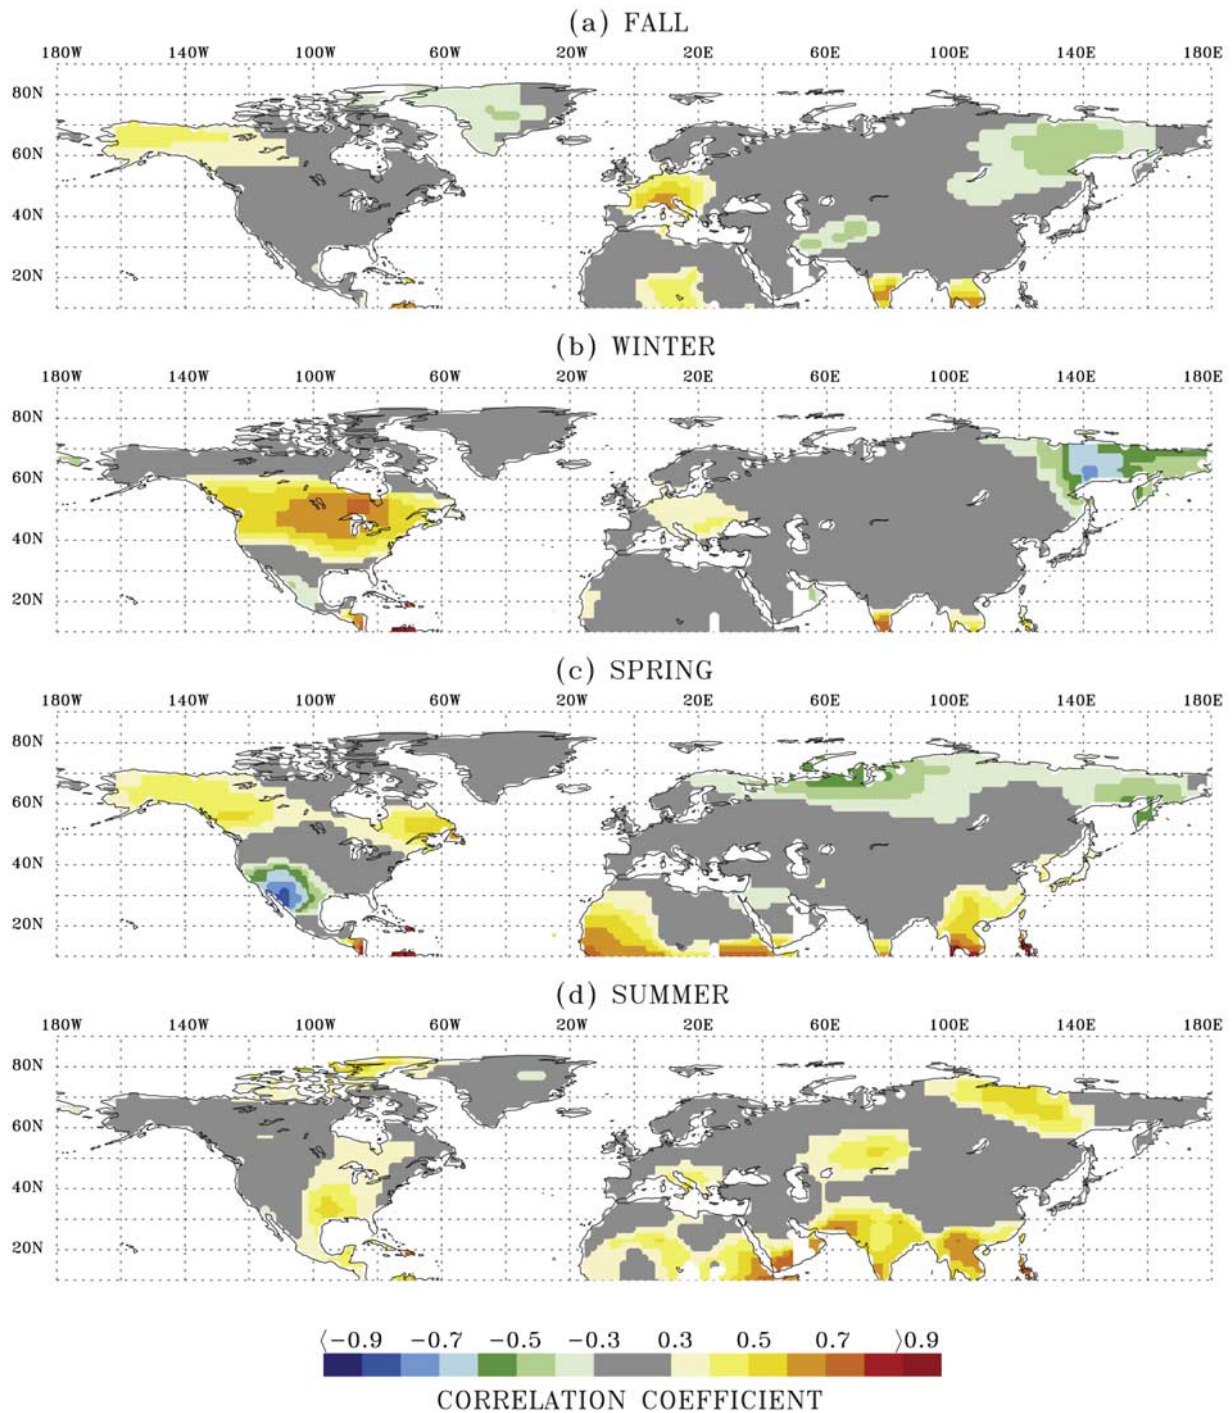 (a) FALL
180W 140W 100W 60W 20W 20E 60E 100E 140E 180E
80N
60N
40N
20N
(b) WINTER
180W 140W 100W 60W 20W 20E 60E 100E 140E 180E
80N
60N
40N
20N
(c) SPRING
180W 140W 100W 60W 20W 20E 60E 100E 140E 180E
80N
60N
40N
20N
(d) SUMMER
180W 140W 100W 60W 20W 20E 60E 100E 140E 180E
80N
60N
40N
20N
⟨−0.9 −0.7 −0.5 −0.3 0.3 0.5 0.7 ⟩0.9
CORRELATION COEFFICIENT